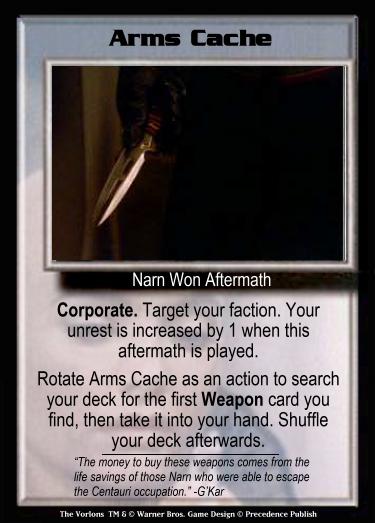 Arms Cache
Narn Won Aftermath
Corporate. Target your faction. Your
unrest is increased by 1 when this
aftermath is played.
Rotate Arms Cache as an action to search
your deck for the first Weapon card you
find, then take it into your hand. Shuffle
your deck afterwards.
"The money to buy these weapons comes from the
life savings of those Narn who were able to escape
the Centauri occupation." -G'Kar
The Vorlons TM & © Warner Bros. Game Design © Precedence Publish